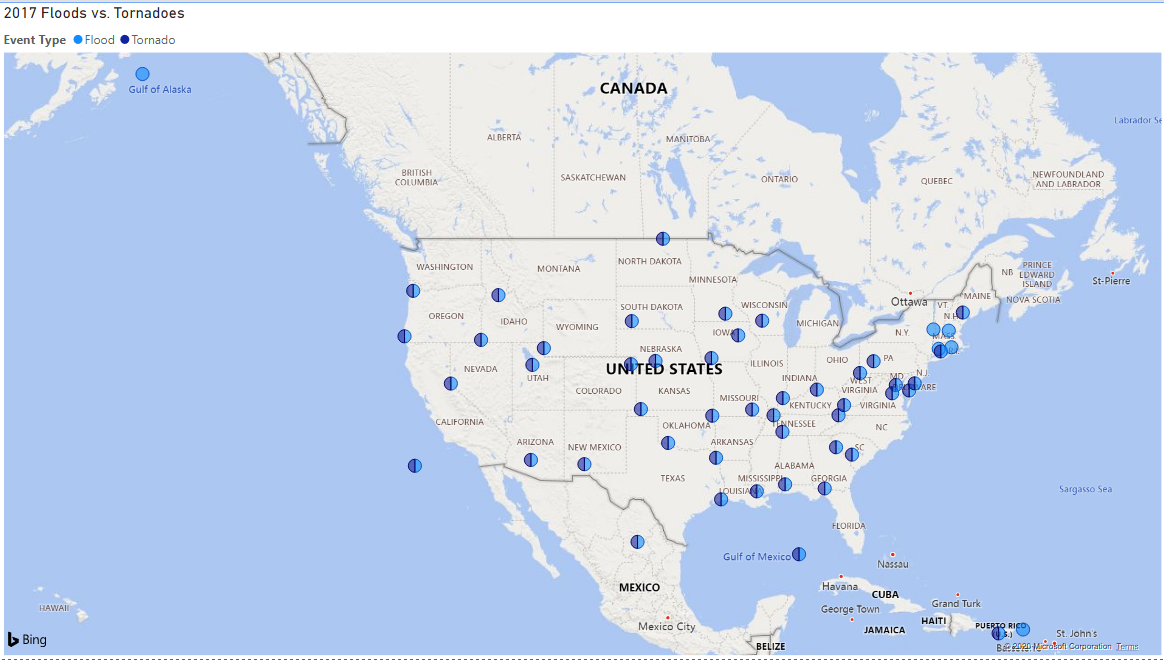 2017 Floods vs. Tornadoes
Event Type Flood Tornado
CANADA
Gulf of Alaska
Labrador Se
ALBERTA
MANITOBA
BRITISH
COLUMBIA
SASKATCHEWAN
ONTARIO
QUEBEC
NEWFOUNDLAND
AND LABRADOR
WASHINGTON
MONTANA
NORTH DAKOTA
MINNESOTA
NB
PRINCE
EDWARD
ISLAND
St-Pierre
Ottawa
MAINE
NOVA SCOTIA
VT.
N.H
OREGON
IDAHO
SOUTH DAKOTA
WISCONSIN
MICHIGAN
WYOMING
IOWA
N.Y.
MASS
NEBRASKA
NEVADA
UTAH
UNITED STATES
ILLINOIS
OHIO
PA
COLORADO
KANSAS
INDIANA
WEST
VIRGINIA
MD
N.J.
MISSOURI
KENTUCKY
VIRGINIA
CALIFORNIA
OKLAHOMA
NC
ARIZONA
NEW MEXICO
ARKANSAS
SC
TEXAS
MISSISSIPPI
ALABAMA
GEORGIA
Sargasso Sea
FLORIDA
Gulf of Mexico
Nassau
MEXICO
Havana
CUBA
HAWAII
George Town
Grand Turk
Mexico City
JAMAICA
HAITI
PUERTO RICO
(U.S.)
St. John's
Bing
BELIZE
© 2020 Microsoft Corporation Terms